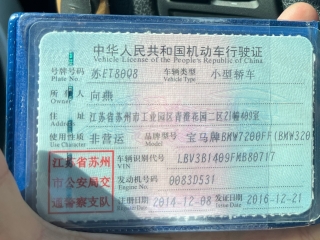 中华人民共和国机动车行驶证
Vehicle License of the People's Republic of China
号牌号码 苏ET8Q98 车辆类型 小型轿车
Plate No. Vehicle Type
所有人 向燕
Owner
住址 江苏省苏州市工业园区青澄花园二区21幢403室
Address
使用性质 非营运 品牌型号 宝马牌BMW7200FF(BMW320
Use Character Model
江苏省苏州市公安局交通警察支队
车辆识别代号 LBV3B1409FMB80717
VIN
发动机号码 0083D531
Engine No.
注册日期 2014-12-08 发证日期 2016-12-21
Register Date Issue Date